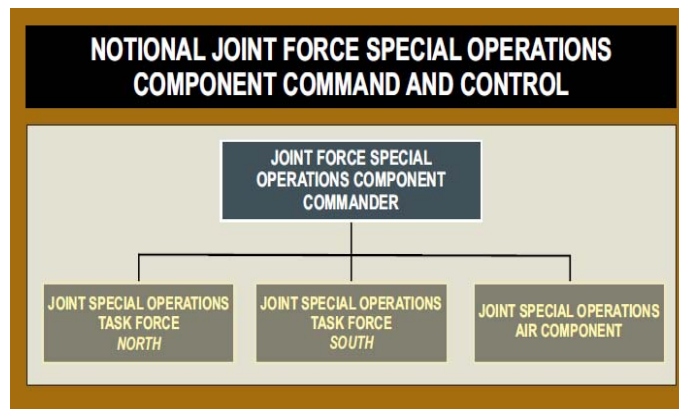 NOTIONAL JOINT FORCE SPECIAL OPERATIONS
COMPONENT COMMAND AND CONTROL
JOINT FORCE SPECIAL
OPERATIONS COMPONENT
COMMANDER
JOINT SPECIAL OPERATIONS
TASK FORCE
NORTH
JOINT SPECIAL OPERATIONS
TASK FORCE
SOUTH
JOINT SPECIAL OPERATIONS
AIR COMPONENT